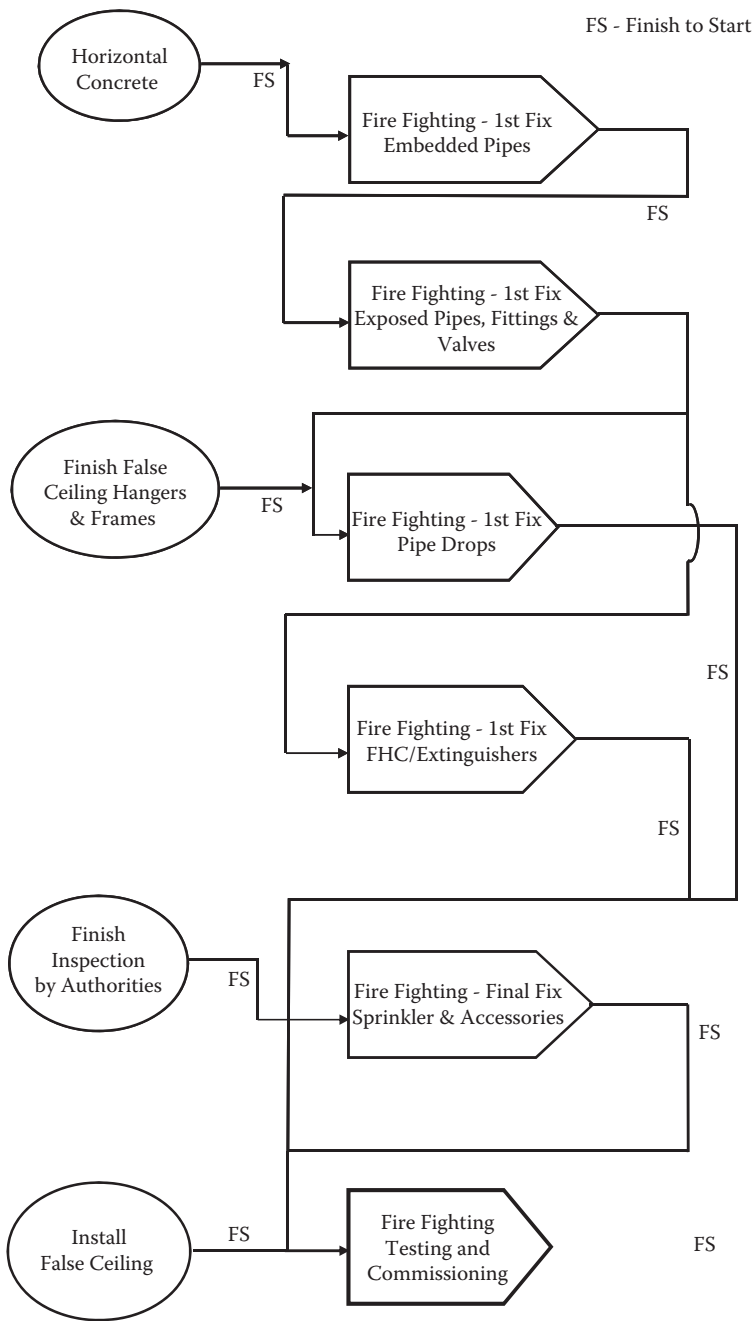 FS - Finish to Start
Horizontal
Concrete
FS
Fire Fighting - 1st Fix
Embedded Pipes
FS
Fire Fighting - 1st Fix
Exposed Pipes, Fittings &
Valves
Finish False
Ceiling Hangers
& Frames
FS
Fire Fighting - 1st Fix
Pipe Drops
FS
Fire Fighting - 1st Fix
FHC/Extinguishers
FS
Finish
Inspection
by Authorities
FS
Fire Fighting - Final Fix
Sprinkler & Accessories
FS
Install
False Ceiling
FS
Fire Fighting
Testing and
Commissioning
FS